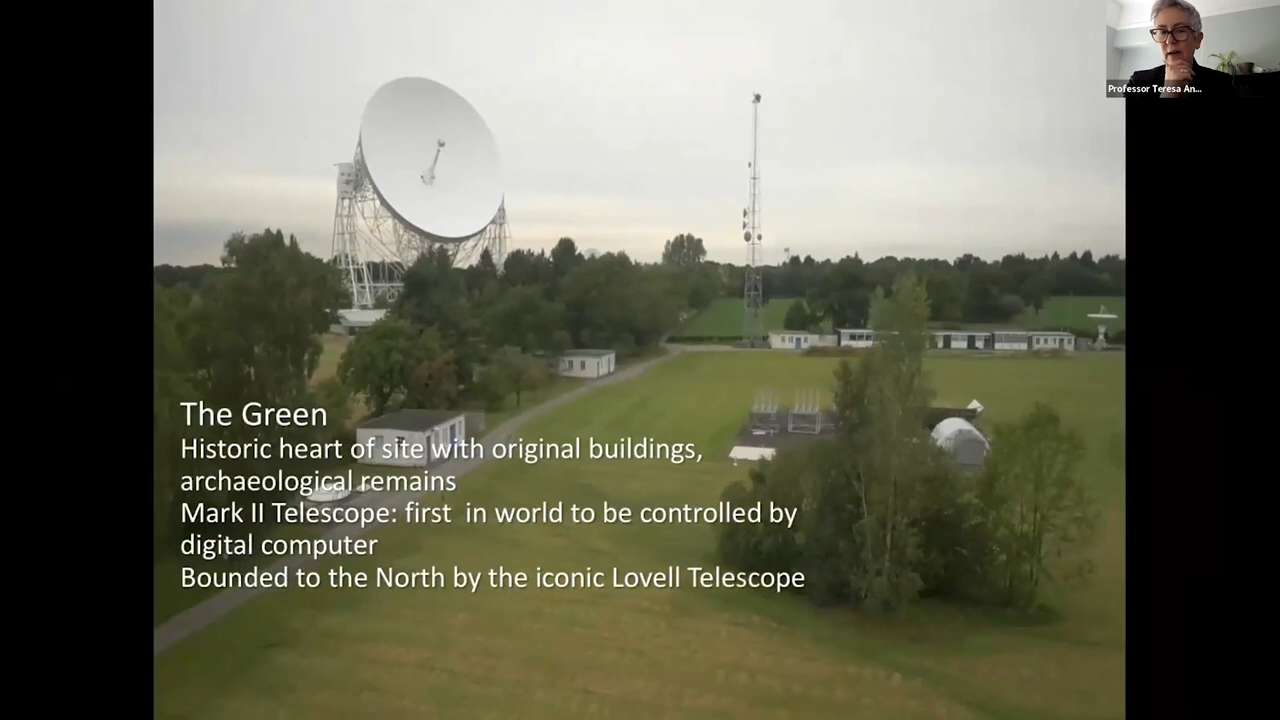 Professor Teresa An...
The Green
Historic heart of site with original buildings,
archaeological remains
Mark II Telescope: first  in world to be controlled by
digital computer
Bounded to the North by the iconic Lovell Telescope